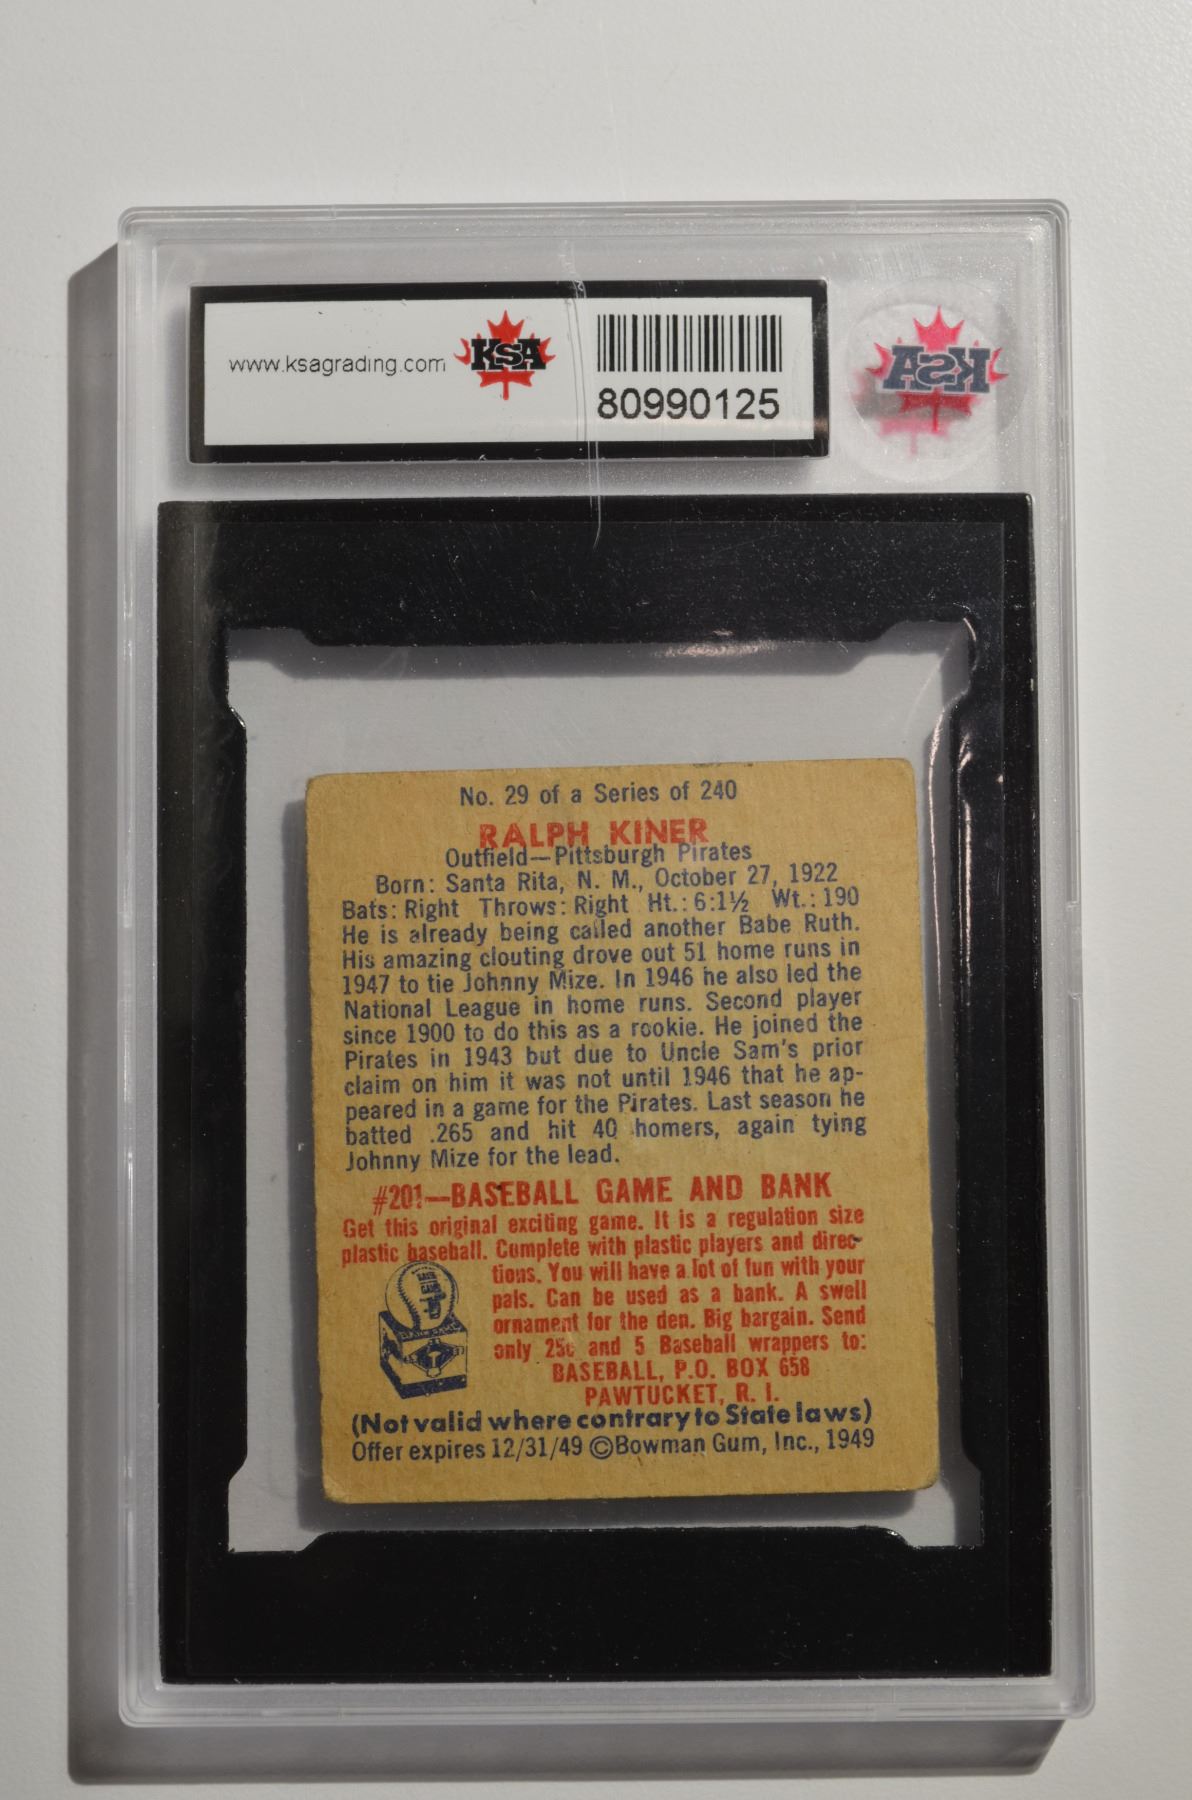 www.ksagrading.com
KSA
80990125
KSA
No. 29 of a Series of 240
RALPH KINER
Outfield—Pittsburgh Pirates
Born: Santa Rita, N. M., October 27, 1922
Bats: Right Throws: Right Ht.: 6:1½ Wt.: 190
He is already being called another Babe Ruth.
His amazing clouting drove out 51 home runs in
1947 to tie Johnny Mize. In 1946 he also led the
National League in home runs. Second player
since 1900 to do this as a rookie. He joined the
Pirates in 1943 but due to Uncle Sam's prior
claim on him it was not until 1946 that he ap-
peared in a game for the Pirates. Last season he
batted .265 and hit 40 homers, again tying
Johnny Mize for the lead.
#201—BASEBALL GAME AND BANK
Get this original exciting game. It is a regulation size
plastic baseball. Complete with plastic players and direc-
tions. You will have a lot of fun with your
pals. Can be used as a bank. A swell
ornament for the den. Big bargain. Send
only 25c and 5 Baseball wrappers to:
BASEBALL, P.O. BOX 658
PAWTUCKET, R. I.
(Not valid where contrary to State laws)
Offer expires 12/31/49 ©Bowman Gum, Inc., 1949